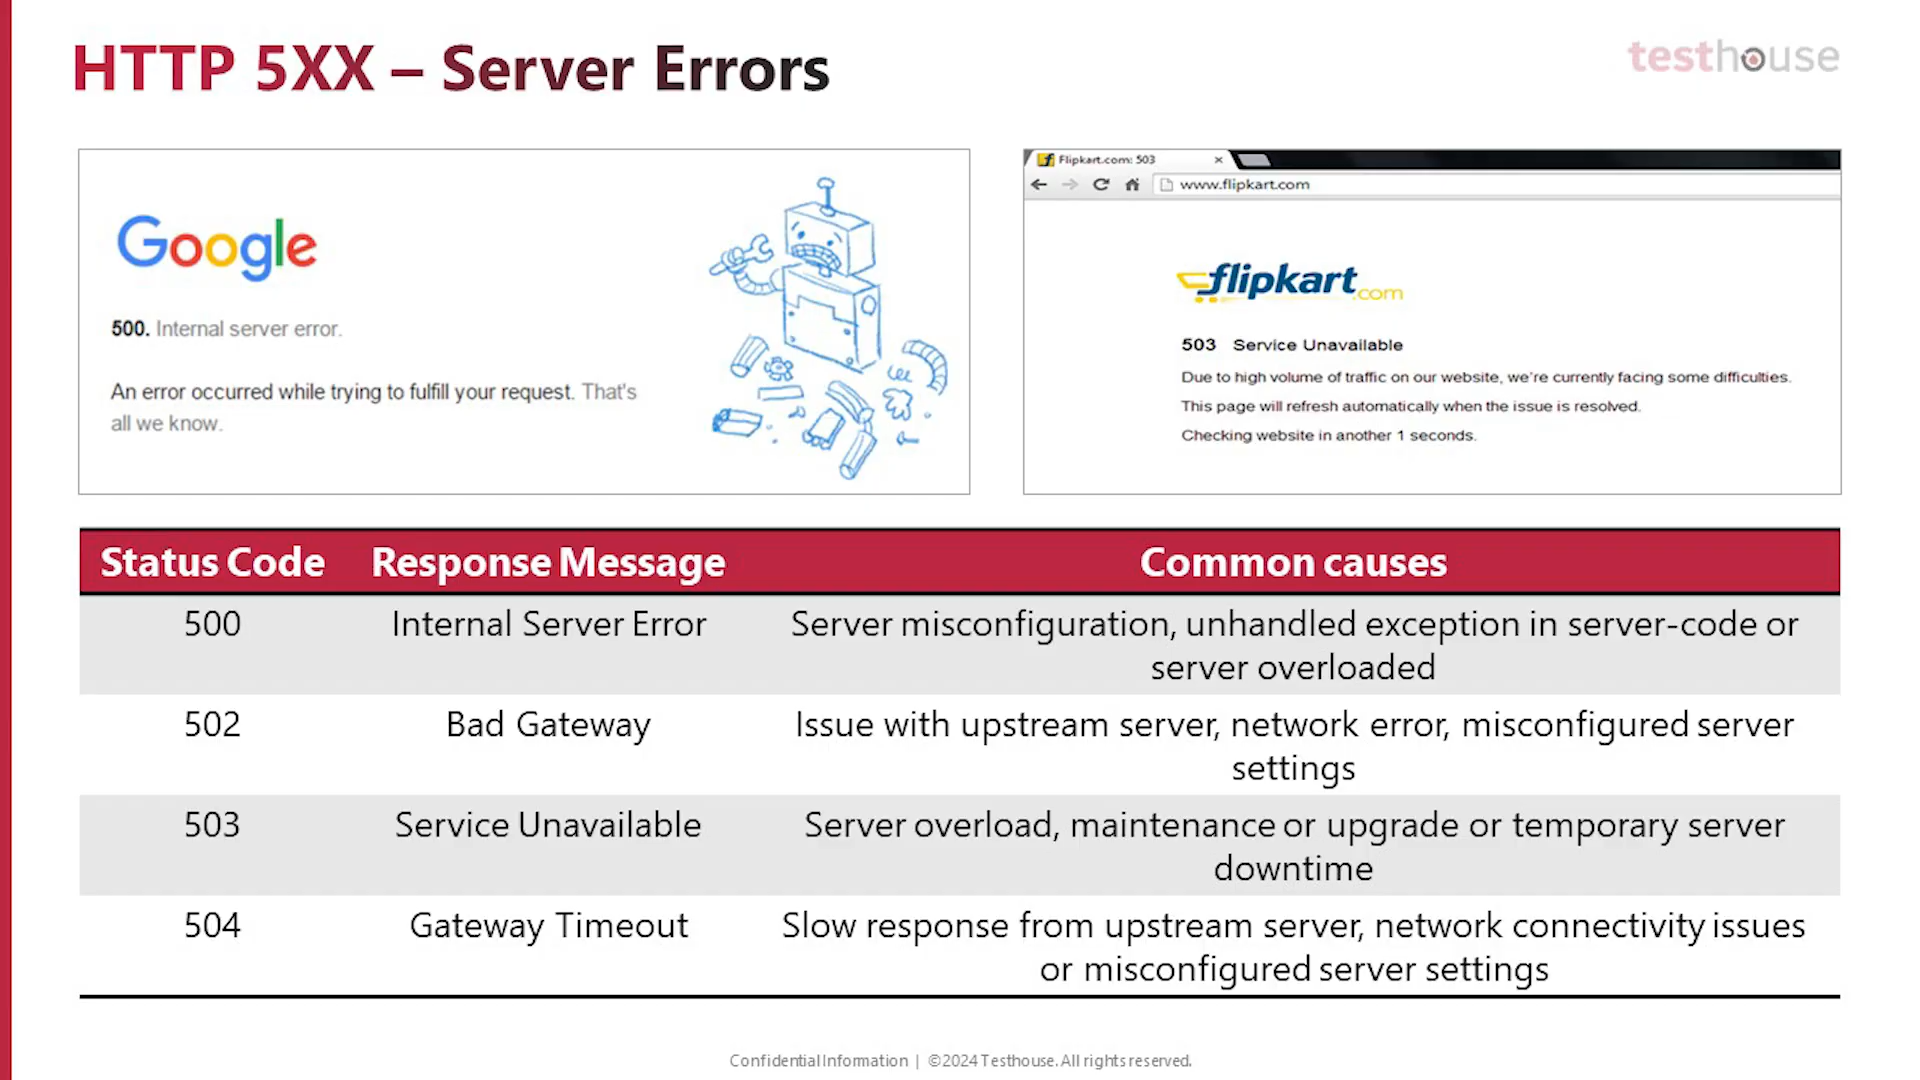 HTTP 5XX – Server Errors
testhouse
Google
500. Internal server error.
An error occurred while trying to fulfill your request. That's
all we know.
Flipkart.com: 503
www.flipkart.com
flipkart.com
503 Service Unavailable
Due to high volume of traffic on our website, we're currently facing some difficulties.
This page will refresh automatically when the issue is resolved.
Checking website in another 1 seconds.
Status Code Response Message Common causes
500 Internal Server Error Server misconfiguration, unhandled exception in server-code or
server overloaded
502 Bad Gateway Issue with upstream server, network error, misconfigured server
settings
503 Service Unavailable Server overload, maintenance or upgrade or temporary server
downtime
504 Gateway Timeout Slow response from upstream server, network connectivity issues
or misconfigured server settings
Confidential Information | ©2024 Testhouse. All rights reserved.